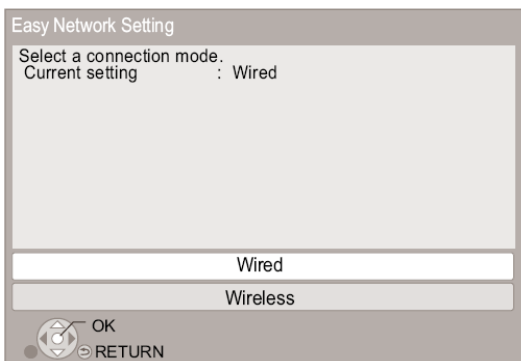 Easy Network Setting
Select a connection mode.
Current setting : Wired
Wired
Wireless
OK
RETURN